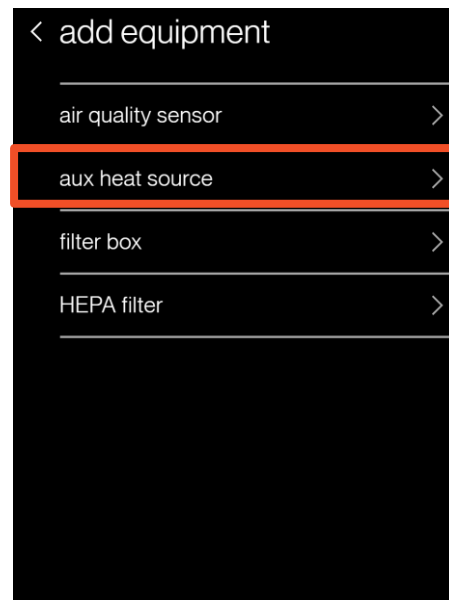 add equipment
air quality sensor
aux heat source
filter box
HEPA filter